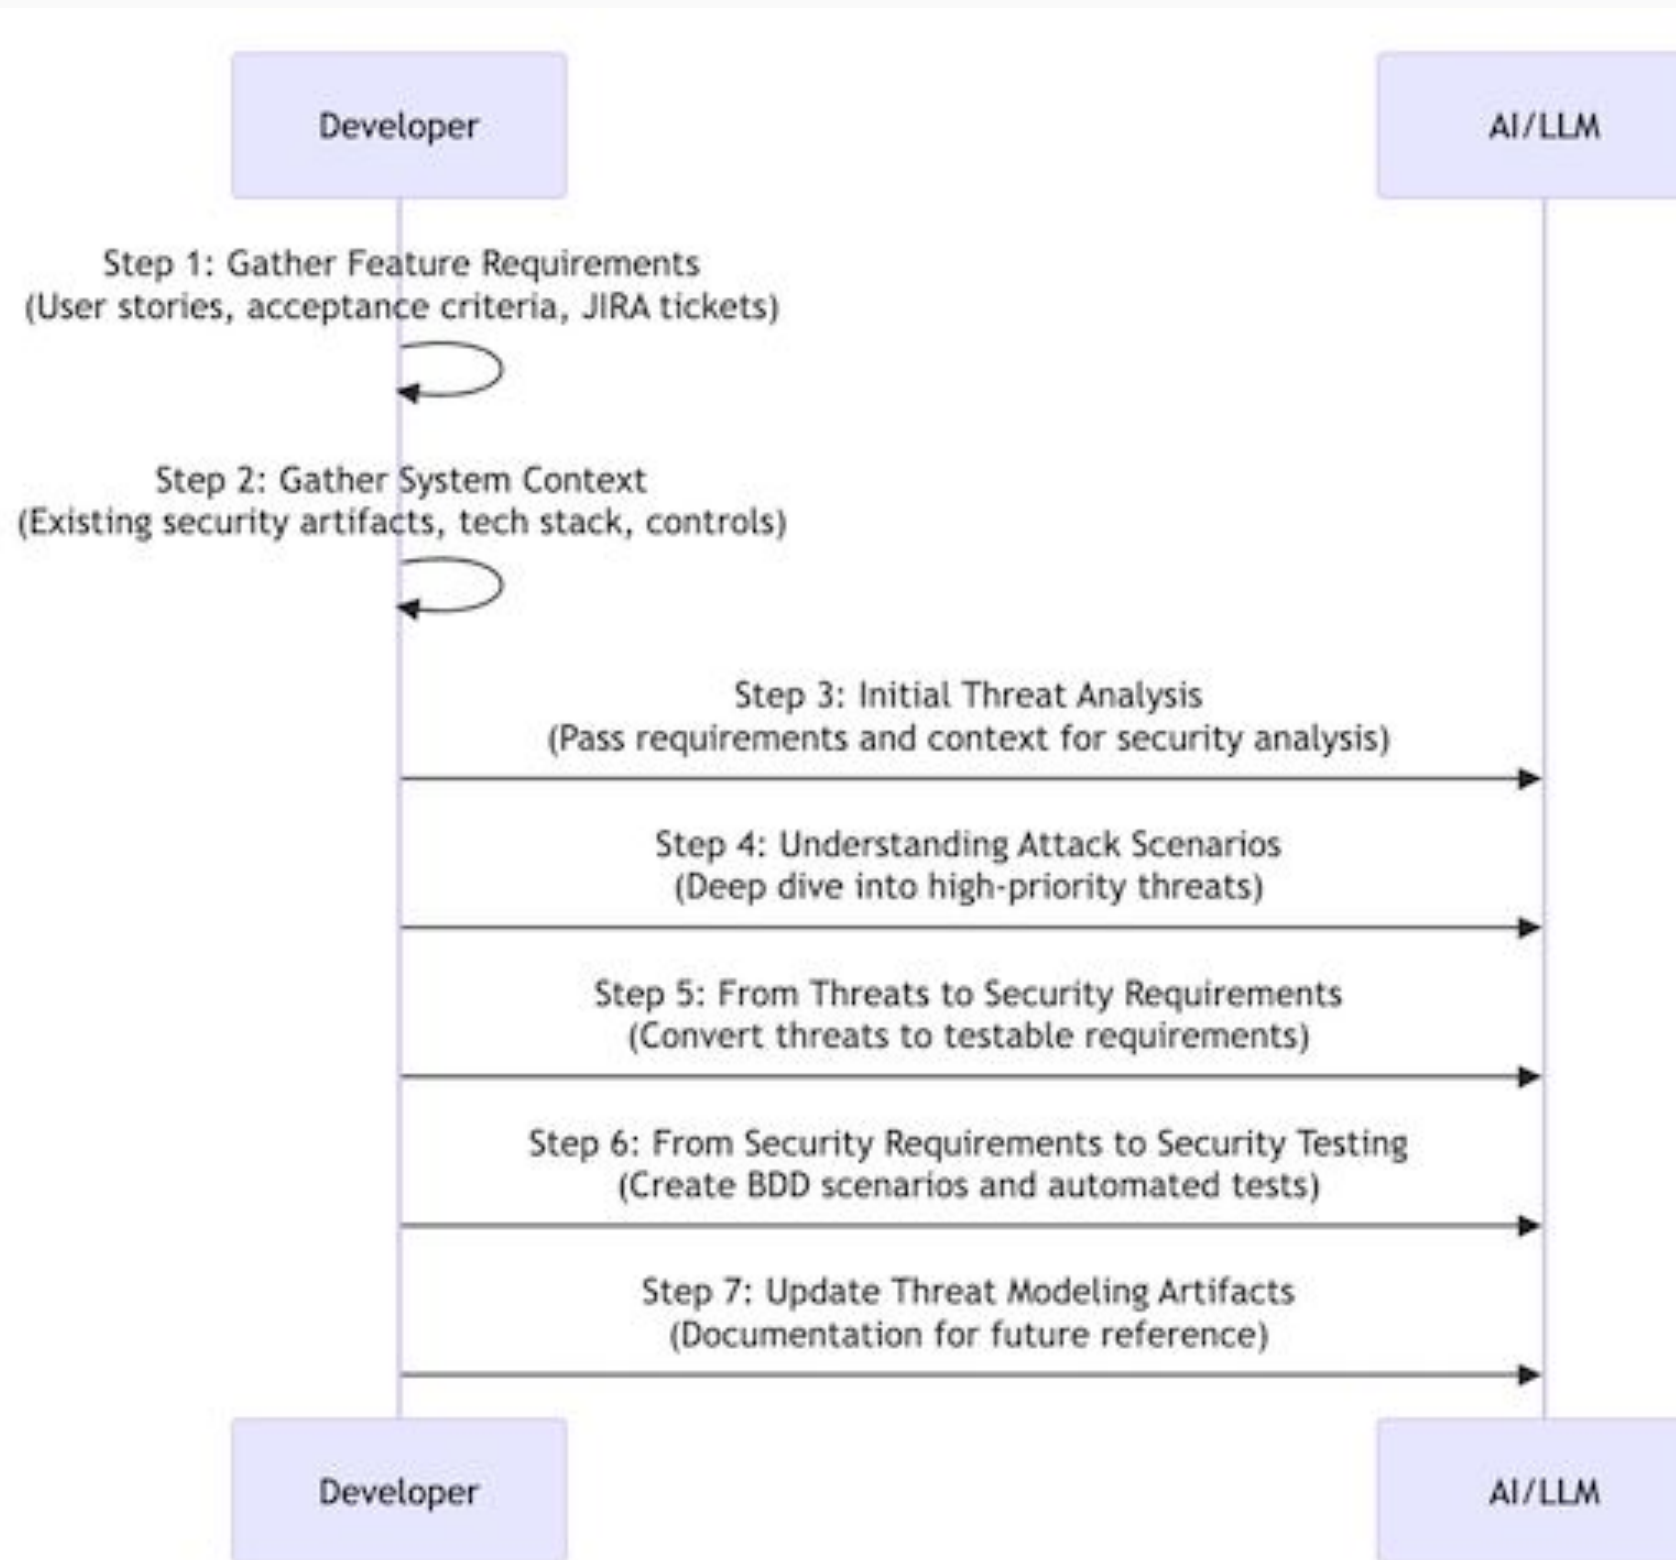 Developer
AI/LLM
Step 1: Gather Feature Requirements
(User stories, acceptance criteria, JIRA tickets)
Step 2: Gather System Context
(Existing security artifacts, tech stack, controls)
Step 3: Initial Threat Analysis
(Pass requirements and context for security analysis)
Step 4: Understanding Attack Scenarios
(Deep dive into high-priority threats)
Step 5: From Threats to Security Requirements
(Convert threats to testable requirements)
Step 6: From Security Requirements to Security Testing
(Create BDD scenarios and automated tests)
Step 7: Update Threat Modeling Artifacts
(Documentation for future reference)
Developer
AI/LLM